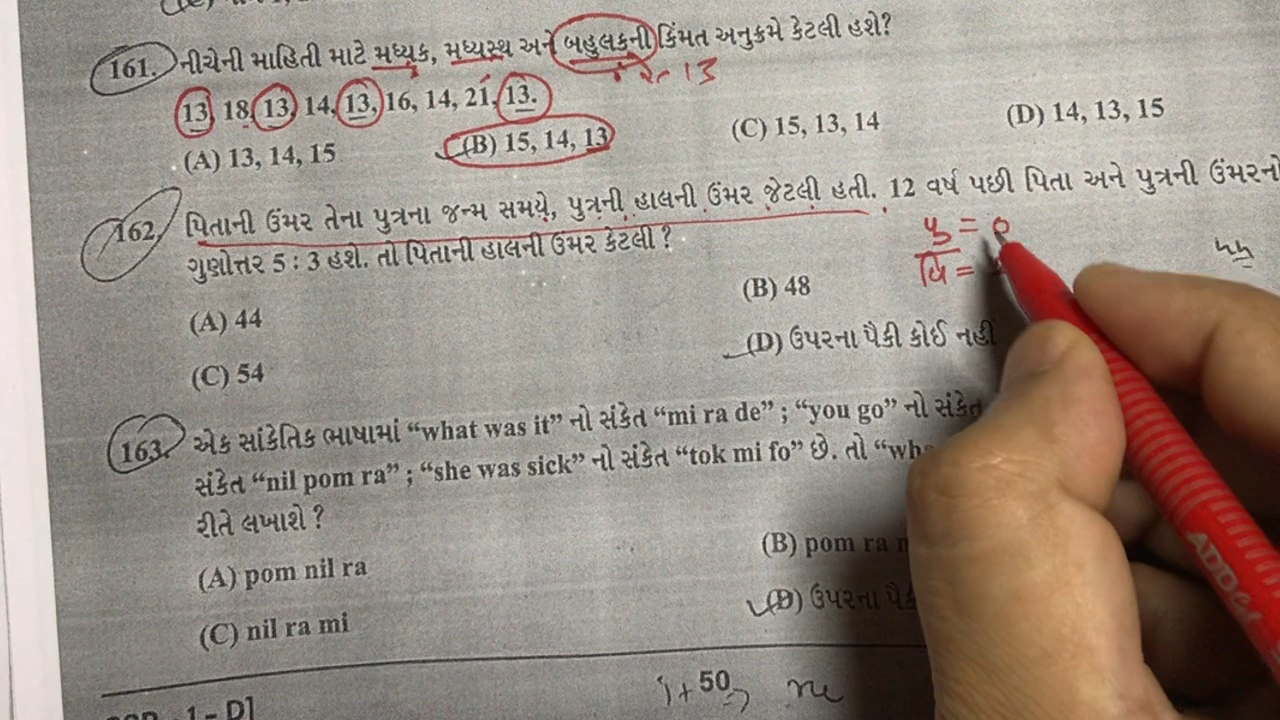 161. નીચેની માહિતી માટે મધ્યક, મધ્યસ્થ અને બહુલકની કિંમત અનુક્રમે કેટલી હશે?
13
13, 18, 13, 14, 13, 16, 14, 21, 13.
(A) 13, 14, 15 (B) 15, 14, 13 (C) 15, 13, 14 (D) 14, 13, 15
162. પિતાની ઉંમર તેના પુત્રના જન્મ સમયે, પુત્રની હાલની ઉંમર જેટલી હતી. 12 વર્ષ પછી પિતા અને પુત્રની ઉંમરનો
ગુણોત્તર 5 : 3 હશે. તો પિતાની હાલની ઉંમર કેટલી ?
પુ = 0
પિ =
(A) 44 (B) 48
(C) 54 (D) ઉપરના પૈકી કોઈ નહીં
163. એક સાંકેતિક ભાષામાં “what was it” નો સંકેત “mi ra de” ; “you go” નો સંકેત
સંકેત “nil pom ra” ; “she was sick” નો સંકેત “tok mi fo” છે. તો
રીતે લખાશે ?
(A) pom nil ra (B) pom ra
(C) nil ra mi (D) ઉપરના
50
- 1 - D]